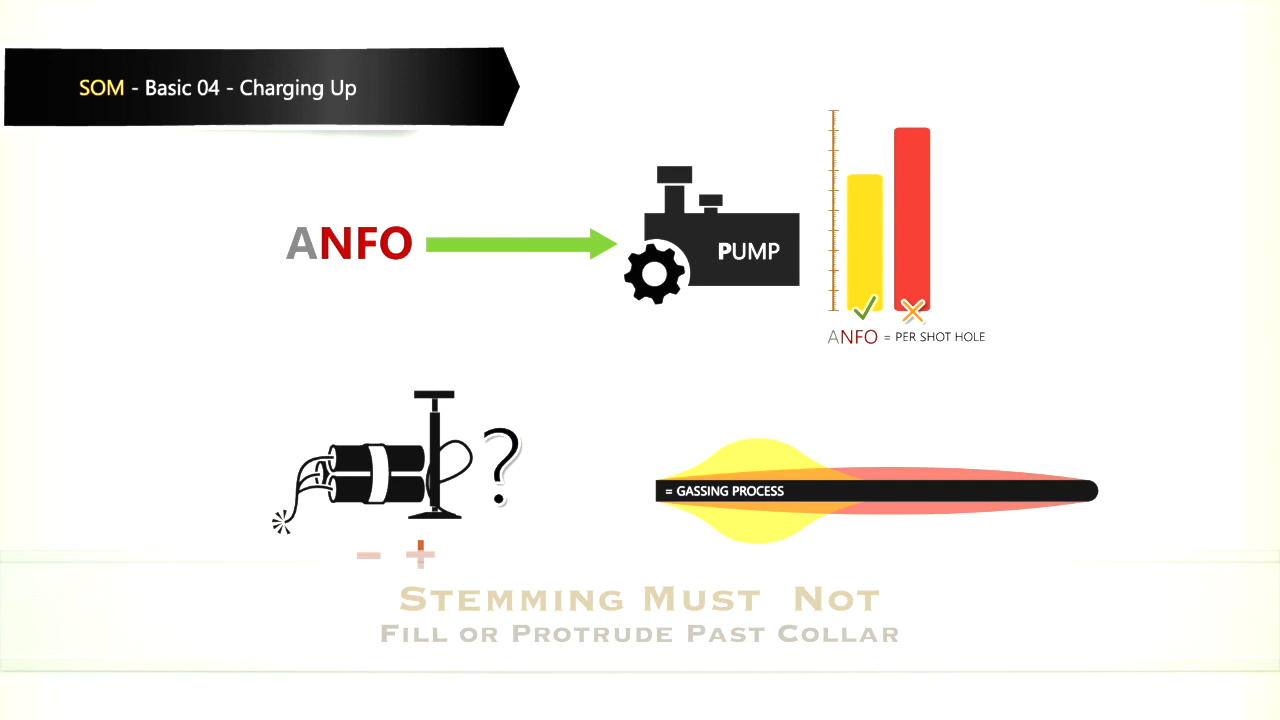 SOM - Basic 04 - Charging Up
ANFO
PUMP
ANFO = PER SHOT HOLE
?
= GASSING PROCESS
- +
STEMMING MUST NOT
FILL OR PROTRUDE PAST COLLAR